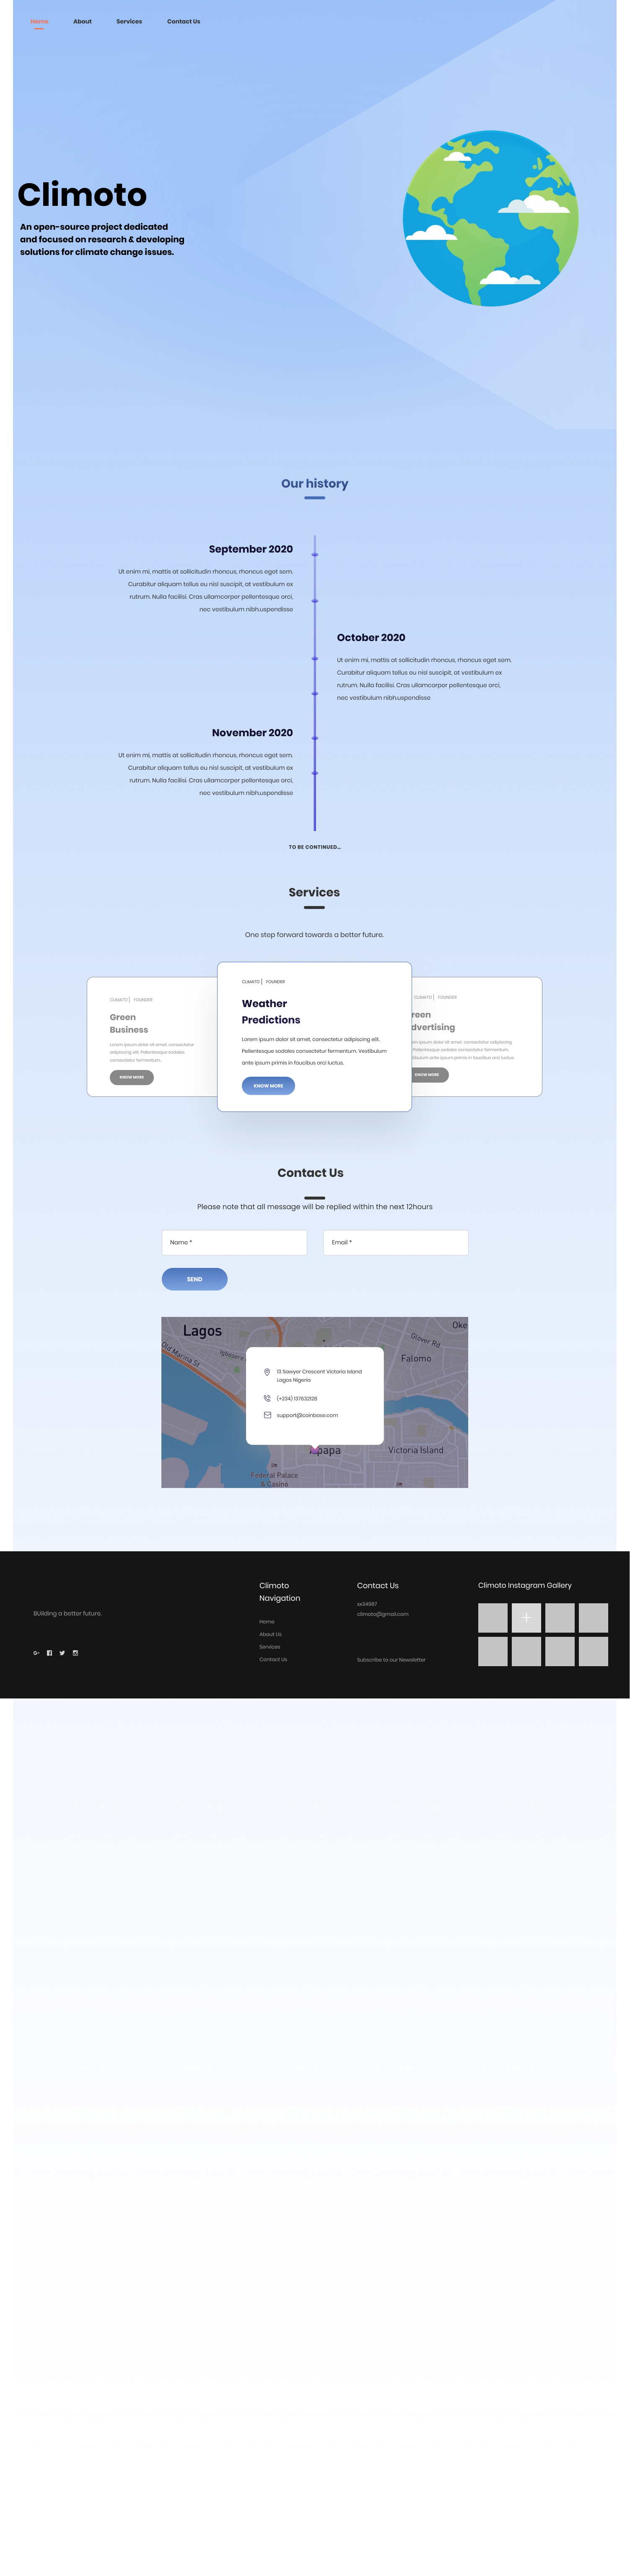 Home About Services Contact Us
Climoto
An open-source project dedicated
and focused on research & developing
solutions for climate change issues.
Our history
September 2020
Ut enim mi, mattis at sollicitudin rhoncus, rhoncus eget sem.
Curabitur aliquam tellus eu nisl suscipit, at vestibulum ex
rutrum. Nulla facilisi. Cras ullamcorper pellentesque orci,
nec vestibulum nibh.uspendisse
October 2020
Ut enim mi, mattis at sollicitudin rhoncus, rhoncus eget sem.
Curabitur aliquam tellus eu nisl suscipit, at vestibulum ex
rutrum. Nulla facilisi. Cras ullamcorper pellentesque orci,
nec vestibulum nibh.uspendisse
November 2020
Ut enim mi, mattis at sollicitudin rhoncus, rhoncus eget sem.
Curabitur aliquam tellus eu nisl suscipit, at vestibulum ex
rutrum. Nulla facilisi. Cras ullamcorper pellentesque orci,
nec vestibulum nibh.uspendisse
TO BE CONTINUED...
Services
One step forward towards a better future.
CLIMATO | FOUNDER
Green
Business
Lorem ipsum dolor sit amet, consectetur
adipiscing elit. Pellentesque sodales
consectetur fermentum.
KNOW MORE
CLIMATO | FOUNDER
Weather
Predictions
Lorem ipsum dolor sit amet, consectetur adipiscing elit.
Pellentesque sodales consectetur fermentum. Vestibulum
ante ipsum primis in faucibus orci luctus.
KNOW MORE
CLIMATO | FOUNDER
reen
dvertising
em ipsum dolor sit amet, consectetur adipiscing
Pellentesque sodales consectetur fermentum.
tibulum ante ipsum primis in faucibus orci luctus.
KNOW MORE
Contact Us
Please note that all message will be replied within the next 12hours
Name *
Email *
SEND
Lagos
Oke
Glover Rd
Old Marina St
Falomo
13 Sawyor Crescent Victoria Island
Lagos Nigeria
(+234) 137632128
support@coinbase.com
Apapa
Victoria Island
Federal Palace
& Casino
Climoto
Navigation
Home
About Us
Services
Contact Us
Contact Us
xx34987
climoto@gmail.com
Subscribe to our Newsletter
Climoto Instagram Gallery
BUilding a better future.